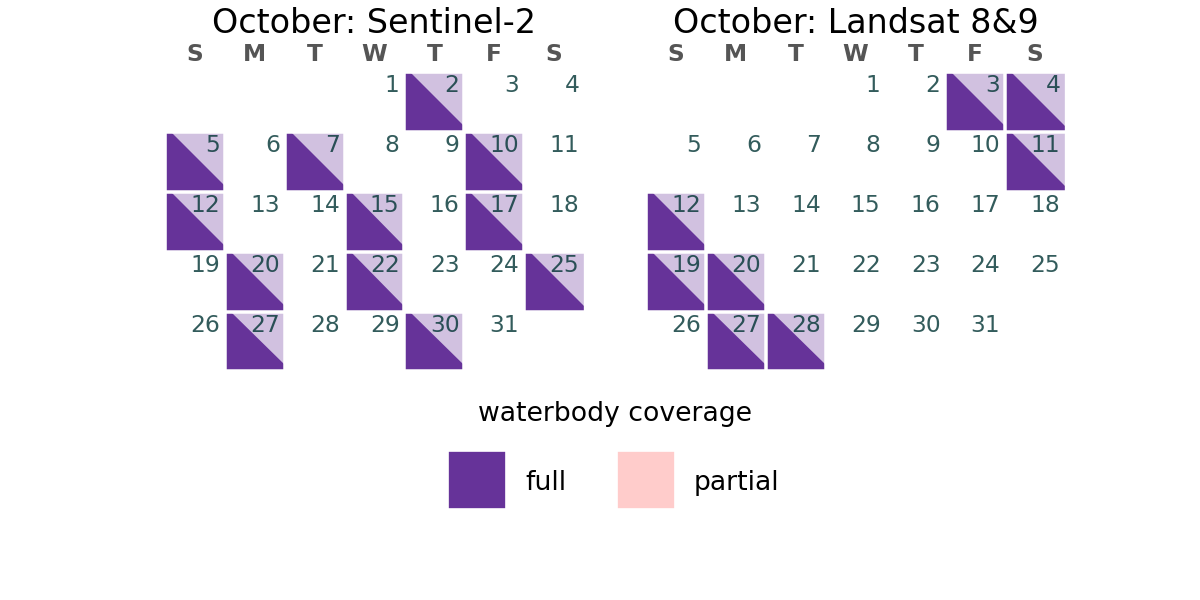 October: Sentinel-2
S M T W T F S
1 2 3 4
5 6 7 8 9 10 11
12 13 14 15 16 17 18
19 20 21 22 23 24 25
26 27 28 29 30 31
October: Landsat 8&9
S M T W T F S
1 2 3 4
5 6 7 8 9 10 11
12 13 14 15 16 17 18
19 20 21 22 23 24 25
26 27 28 29 30 31
waterbody coverage
full partial